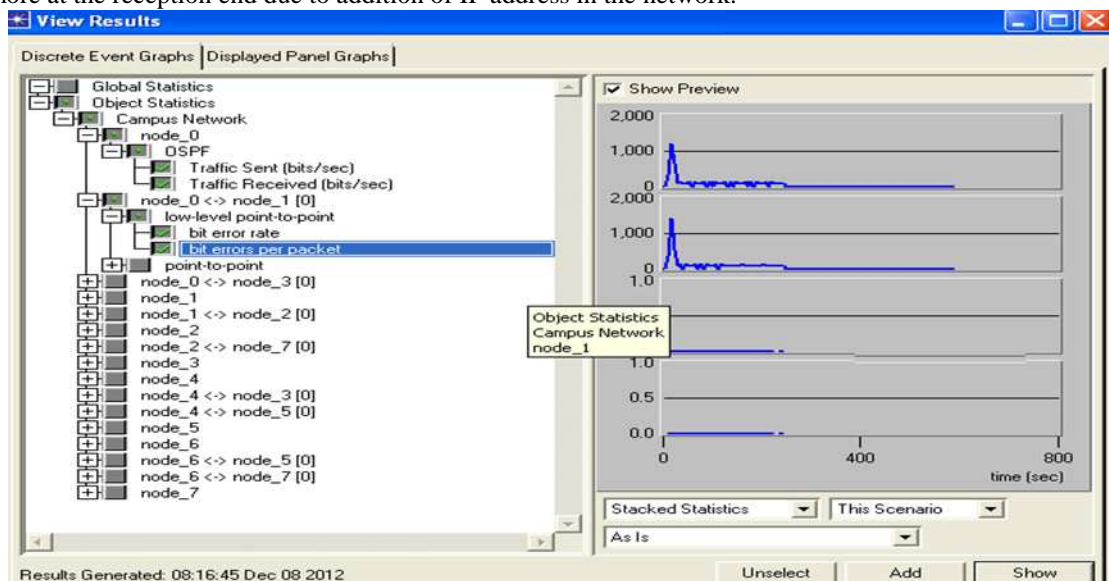 more at the reception end due to addition of IP address in the network.
View Results
Discrete Event Graphs Displayed Panel Graphs
Global Statistics
Object Statistics
Campus Network
node_0
OSPF
Traffic Sent (bits/sec)
Traffic Received (bits/sec)
node_0 <-> node_1 [0]
low-level point-to-point
bit error rate
bit errors per packet
point-to-point
node_0 <-> node_3 [0]
node_1
node_1 <-> node_2 [0]
node_2
node_2 <-> node_7 [0]
node_3
node_4
node_4 <-> node_3 [0]
node_4 <-> node_5 [0]
node_5
node_6
node_6 <-> node_5 [0]
node_6 <-> node_7 [0]
node_7
Object Statistics
Campus Network
node_1
Show Preview
2,000
1,000
0
2,000
1,000
0
1.0
1.0
0.5
0.0
0 400 800
time (sec)
Stacked Statistics This Scenario
As Is
Results Generated: 08:16:45 Dec 08 2012
Unselect Add Show